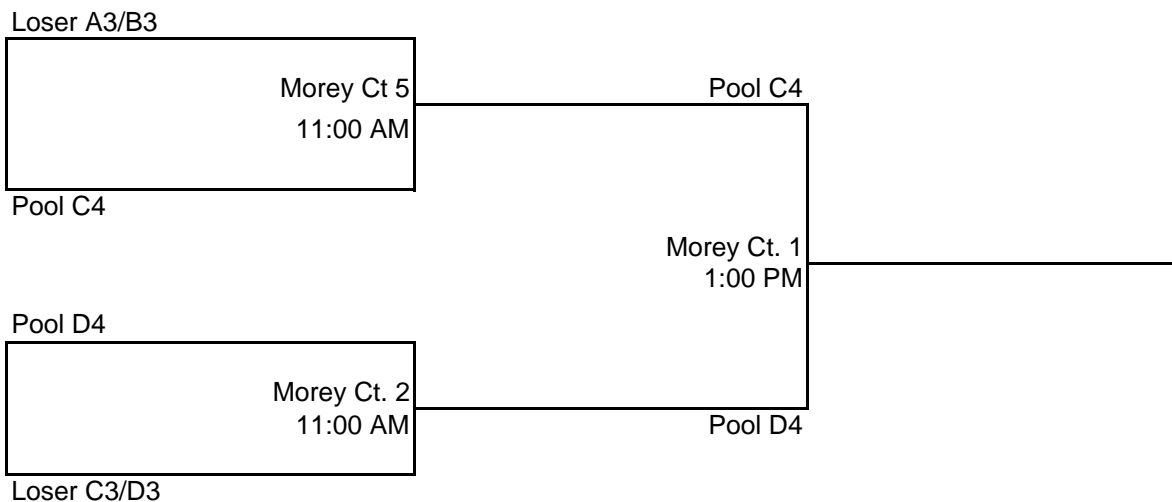 Loser A3/B3
Morey Ct 5
Pool C4
11:00 AM
Pool C4
Morey Ct. 1
1:00 PM
Pool D4
Morey Ct. 2
11:00 AM
Pool D4
Loser C3/D3